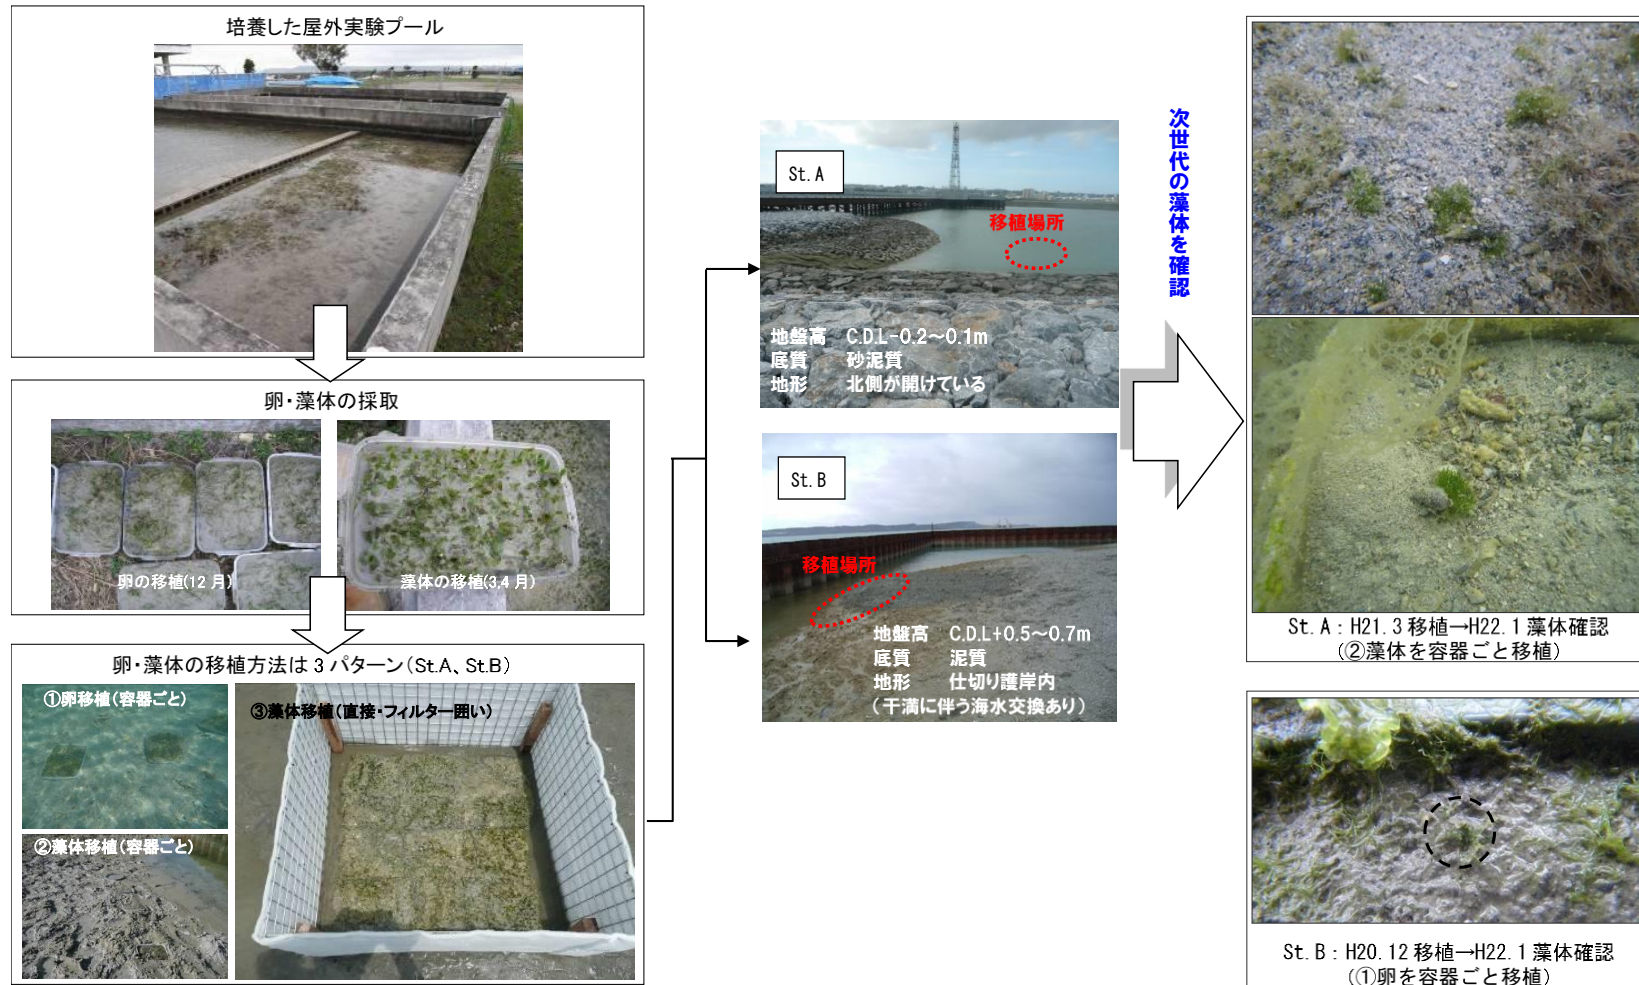 培養した屋外実験プール
卵・藻体の採取
卵の移植(12月)
藻体の移植(3,4月)
卵・藻体の移植方法は3パターン(St.A、St.B)
①卵移植(容器ごと)
②藻体移植(容器ごと)
③藻体移植(直接・フィルター囲い)
St.A
移植場所
地盤高 C.D.L-0.2～0.1m
底質 砂泥質
地形 北側が開けている
St.B
移植場所
地盤高 C.D.L+0.5～0.7m
底質 泥質
地形 仕切り護岸内
(干満に伴う海水交換あり)
次世代の藻体を確認
St.A：H21.3移植→H22.1藻体確認
(②藻体を容器ごと移植)
St.B：H20.12移植→H22.1藻体確認
(①卵を容器ごと移植)